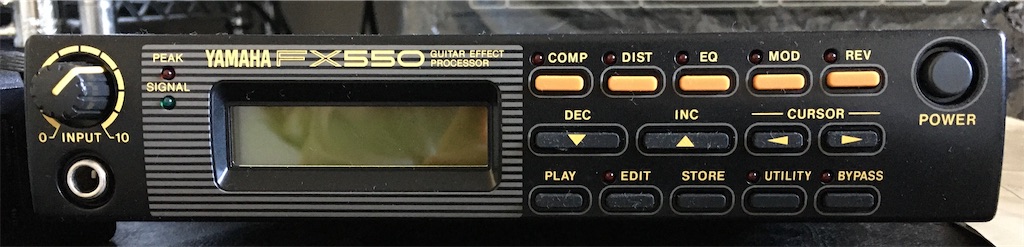 PEAK
SIGNAL
0 INPUT 10
YAMAHA FX550 GUITAR EFFECT
PROCESSOR
COMP DIST EQ MOD REV
DEC INC CURSOR
PLAY EDIT STORE UTILITY BYPASS
POWER